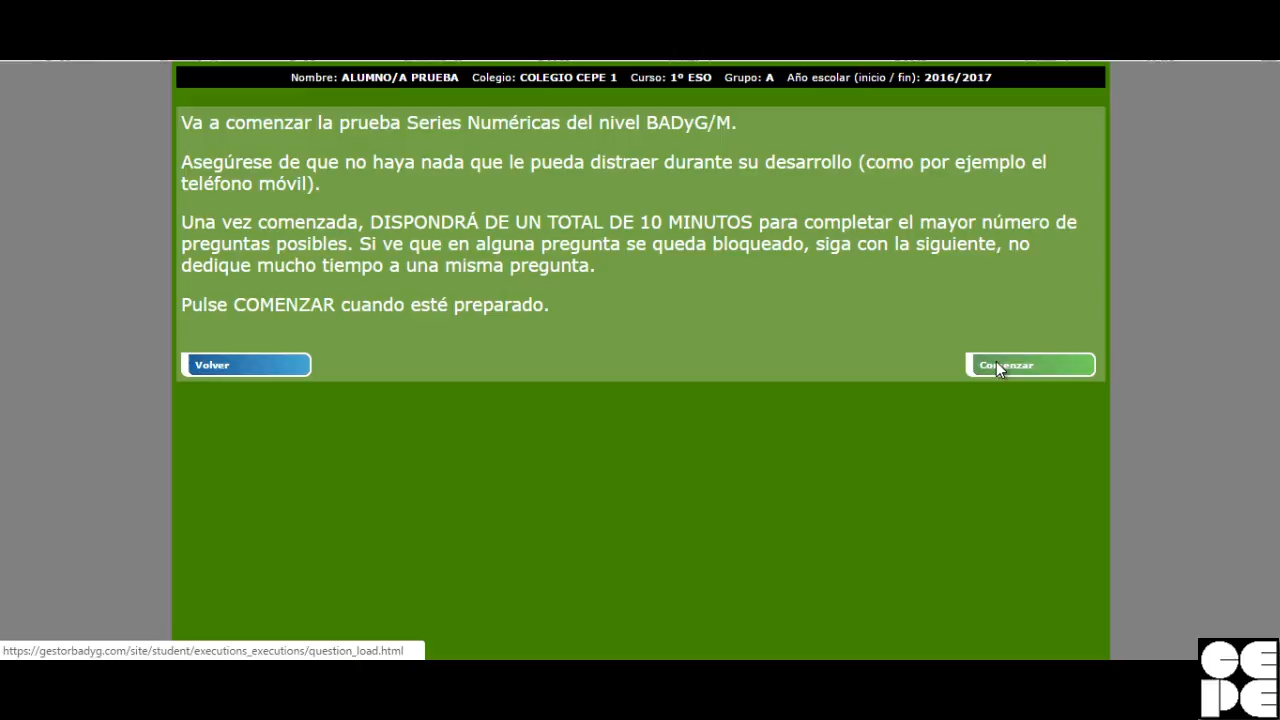 Nombre: ALUMNO/A PRUEBA Colegio: COLEGIO CEPE 1 Curso: 1º ESO Grupo: A Año escolar (inicio / fin): 2016/2017
Va a comenzar la prueba Series Numéricas del nivel BADyG/M.
Asegúrese de que no haya nada que le pueda distraer durante su desarrollo (como por ejemplo el
teléfono móvil).
Una vez comenzada, DISPONDRÁ DE UN TOTAL DE 10 MINUTOS para completar el mayor número de
preguntas posibles. Si ve que en alguna pregunta se queda bloqueado, siga con la siguiente, no
dedique mucho tiempo a una misma pregunta.
Pulse COMENZAR cuando esté preparado.
Volver Comenzar
https://gestorbadyg.com/site/student/executions_executions/question_load.html
CE
PE